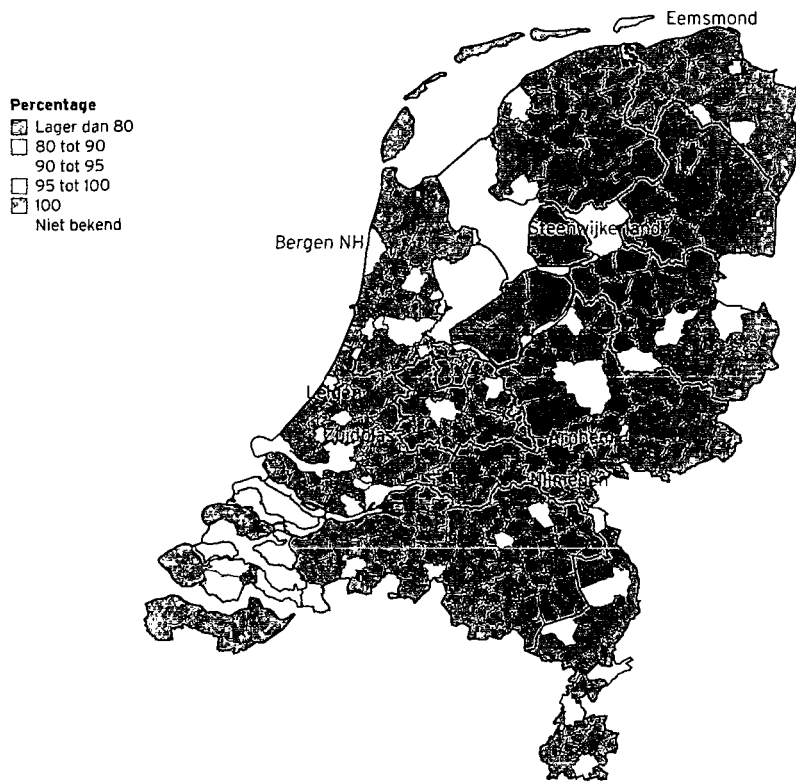 Eemsmond
Percentage
Lager dan 80
80 tot 90
90 tot 95
95 tot 100
100
Niet bekend
Steenwijkerland
Bergen NH
Zuidplas
Arnhem
Nijmegen